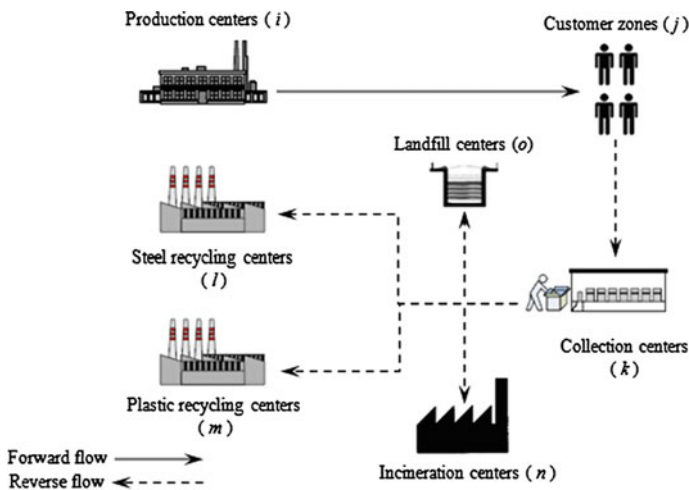 Production centers (i)
Customer zones (j)
Landfill centers (o)
Steel recycling centers
(l)
Collection centers
(k)
Plastic recycling centers
(m)
Forward flow
Incineration centers (n)
Reverse flow